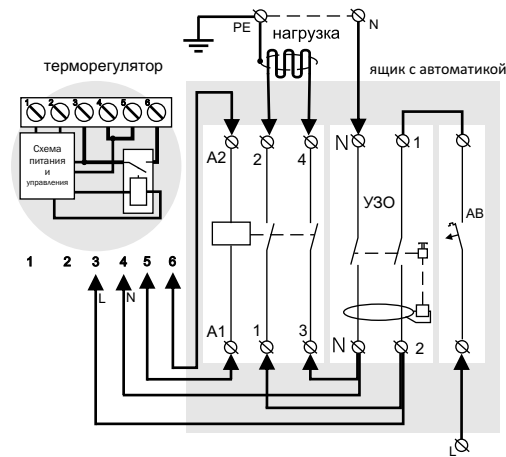 PE
N
нагрузка
терморегулятор
ящик с автоматикой
1 2 3 4 5 6
Схема
питания
и
управления
A2 2 4 N 1
УЗО
АВ
1 2 3 4 5 6
L N
A1 1 3 N 2
L